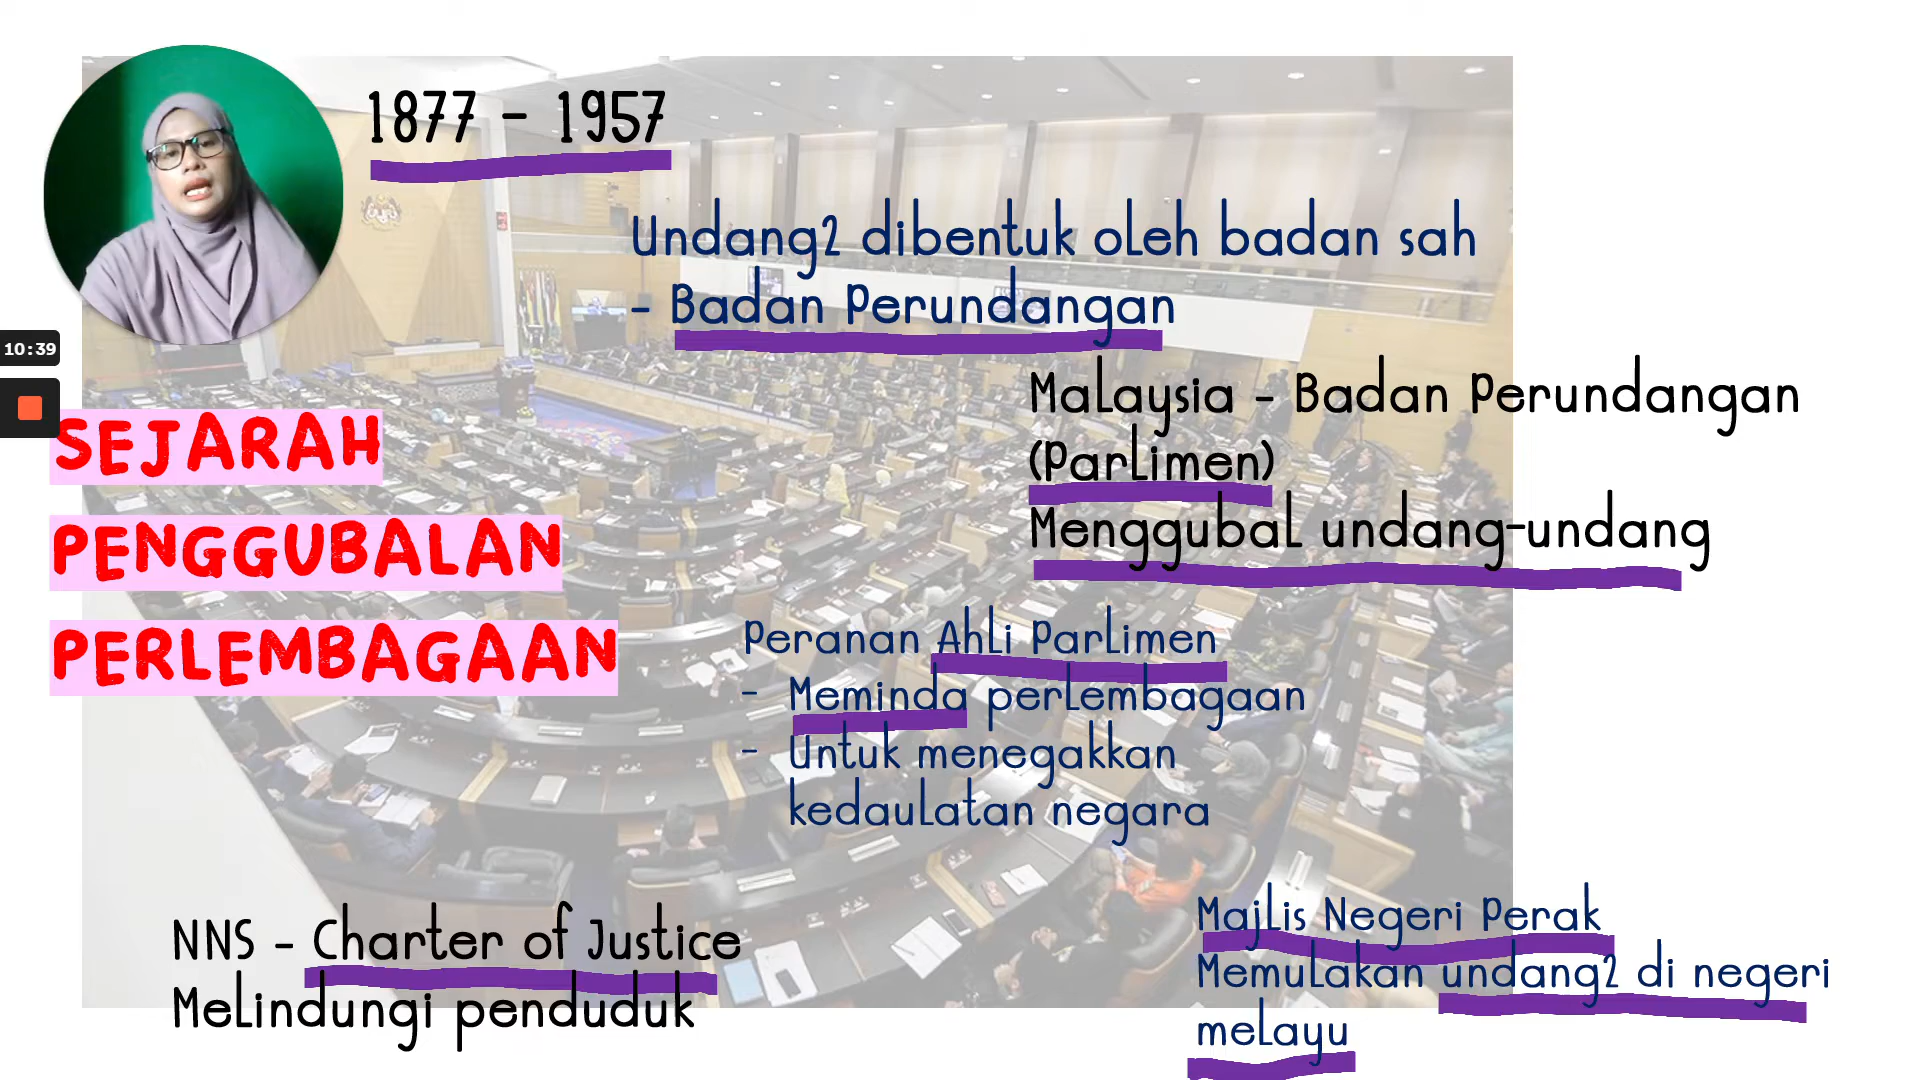 1877 - 1957
Undang2 dibentuk oleh badan sah
- Badan Perundangan
10:39
Malaysia - Badan Perundangan
(Parlimen)
Menggubal undang-undang
SEJARAH
PENGGUBALAN
PERLEMBAGAAN
Peranan Ahli Parlimen
- Meminda perlembagaan
- Untuk menegakkan
kedaulatan negara
NNS - Charter of Justice
Melindungi penduduk
Majlis Negeri Perak
Memulakan undang2 di negeri
melayu